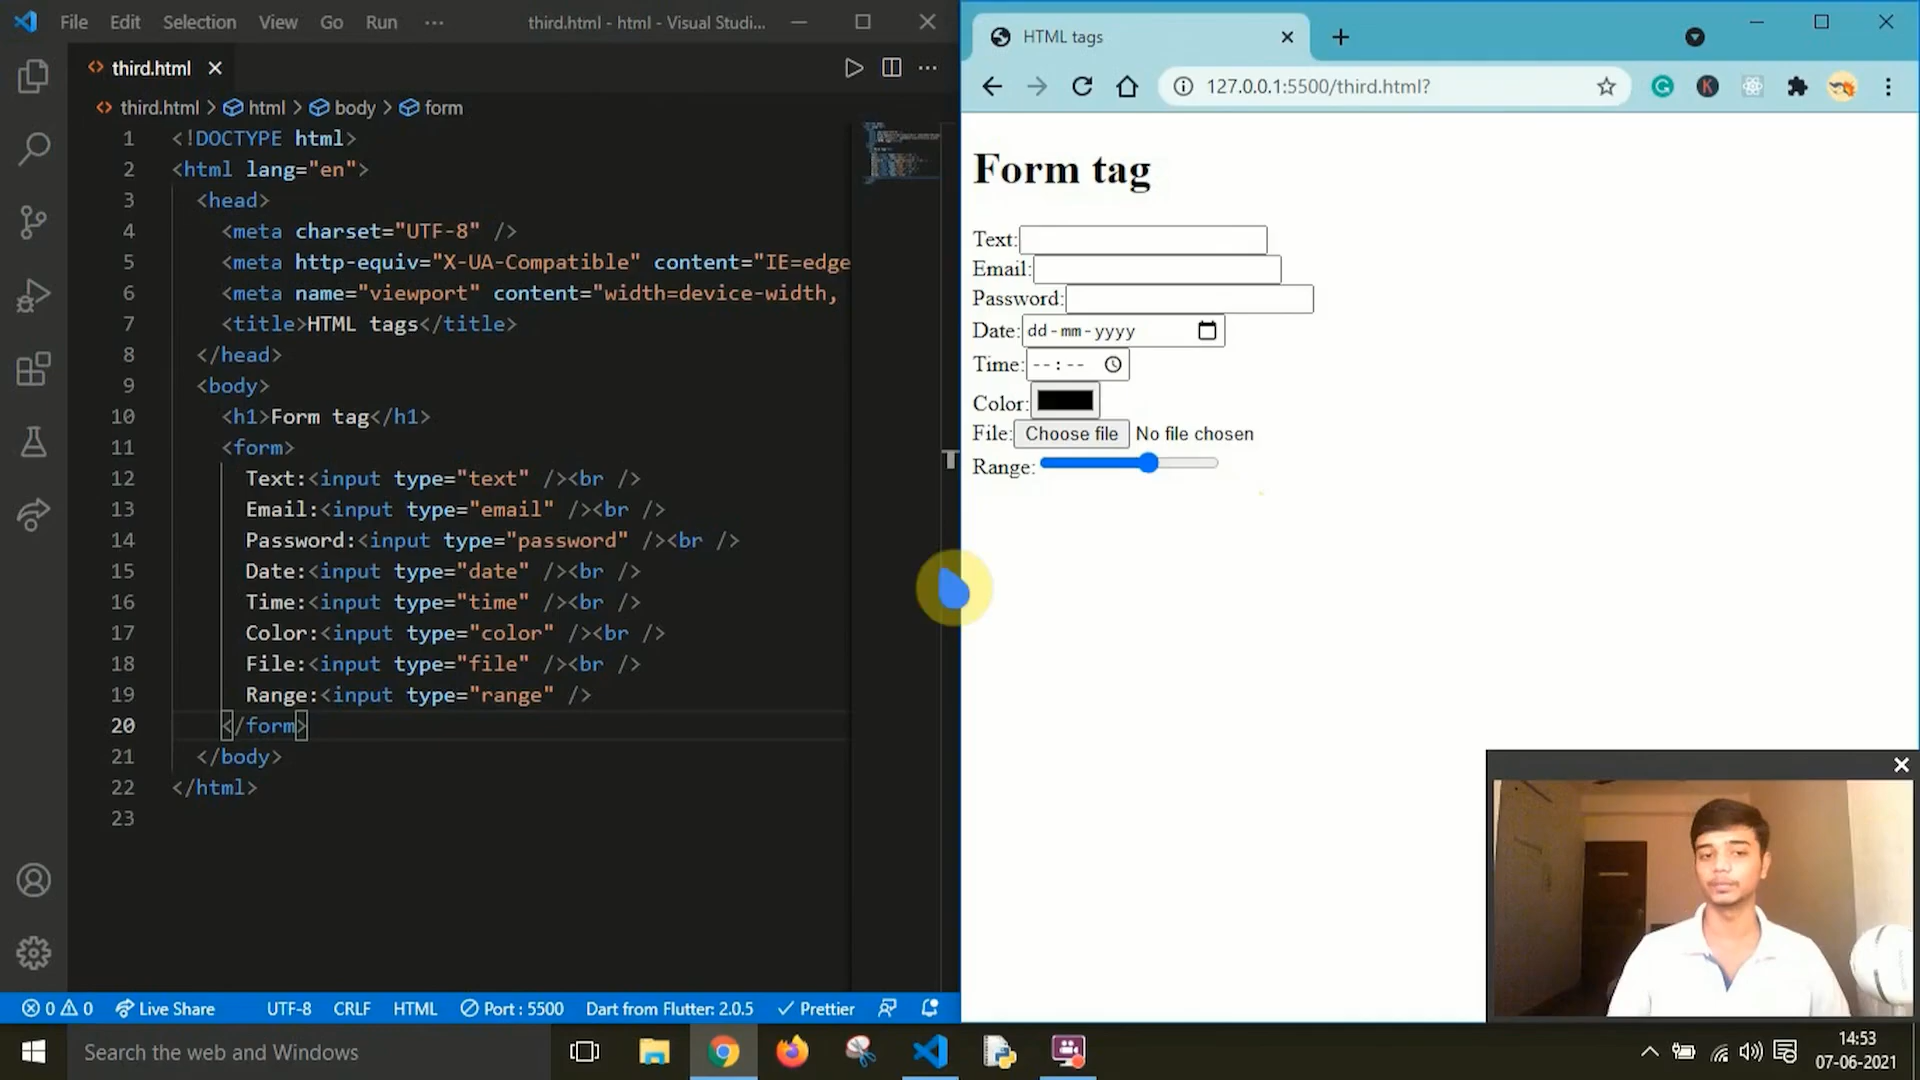 File Edit Selection View Go Run ··· third.html - html - Visual Studi...
third.html
third.html > html > body > form
1 <!DOCTYPE html>
2 <html lang="en">
3 <head>
4 <meta charset="UTF-8" />
5 <meta http-equiv="X-UA-Compatible" content="IE=edge
6 <meta name="viewport" content="width=device-width,
7 <title>HTML tags</title>
8 </head>
9 <body>
10 <h1>Form tag</h1>
11 <form>
12 Text:<input type="text" /><br />
13 Email:<input type="email" /><br />
14 Password:<input type="password" /><br />
15 Date:<input type="date" /><br />
16 Time:<input type="time" /><br />
17 Color:<input type="color" /><br />
18 File:<input type="file" /><br />
19 Range:<input type="range" />
20 </form>
21 </body>
22 </html>
23
0 0 Live Share UTF-8 CRLF HTML Port : 5500 Dart from Flutter: 2.0.5 Prettier
HTML tags
127.0.0.1:5500/third.html?
K
Form tag
Text:
Email:
Password:
Date: dd-mm-yyyy
Time: --:--
Color:
File: Choose file No file chosen
Range:
T
Search the web and Windows
14:53
07-06-2021